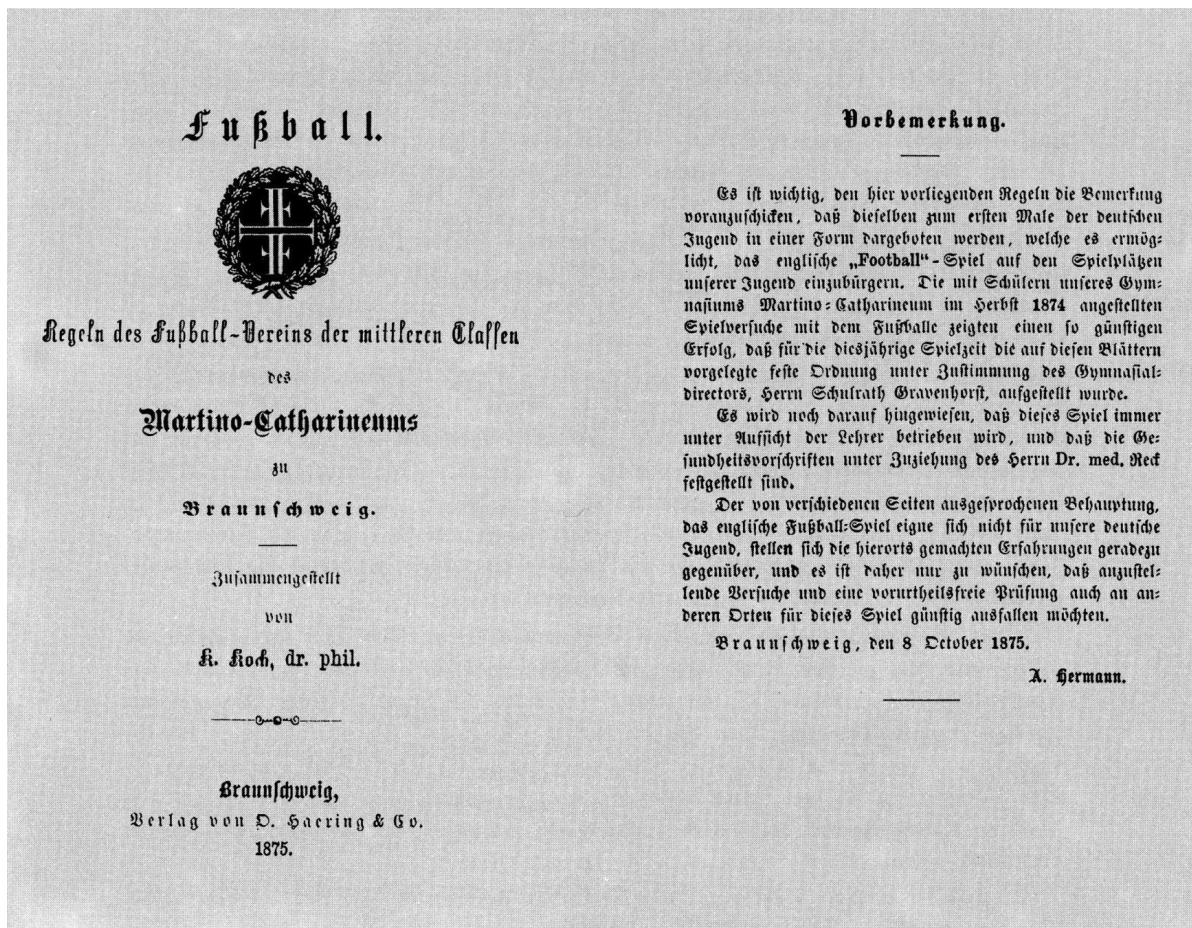 Fußball.
Regeln des Fußball-Vereins der mittleren Classen
des
Martino-Catharineums
zu
Braunschweig.
Zusammengestellt
von
K. Koch, dr. phil.
Braunschweig,
Verlag von O. Haering & Co.
1875.
Vorbemerkung.
Es ist wichtig, den hier vorliegenden Regeln die Bemerkung
voranzuschicken, daß dieselben zum ersten Male der deutschen
Jugend in einer Form dargeboten werden, welche es ermög-
licht, das englische „Football“-Spiel auf den Spielplätzen
unserer Jugend einzubürgern. Die mit Schülern unseres Gym-
nasiums Martino-Catharineum im Herbst 1874 angestellten
Spielversuche mit dem Fußballe zeigten einen so günstigen
Erfolg, daß für die diesjährige Spielzeit die auf diesen Blättern
vorgelegte feste Ordnung unter Zustimmung des Gymnasial-
directors, Herrn Schulrath Gravenhorst, aufgestellt wurde.
Es wird noch darauf hingewiesen, daß dieses Spiel immer
unter Aufsicht der Lehrer betrieben wird, und daß die Ge-
sundheitsvorschriften unter Zuziehung des Herrn Dr. med. Reck
festgestellt sind.
Der von verschiedenen Seiten ausgesprochenen Behauptung,
das englische Fußball-Spiel eigne sich nicht für unsere deutsche
Jugend, stellen sich die hierorts gemachten Erfahrungen geradezu
gegenüber, und es ist daher nur zu wünschen, daß anzustel-
lende Versuche und eine vorurtheilsfreie Prüfung auch an an-
deren Orten für dieses Spiel günstig ausfallen möchten.
Braunschweig, den 8 October 1875.
A. Hermann.